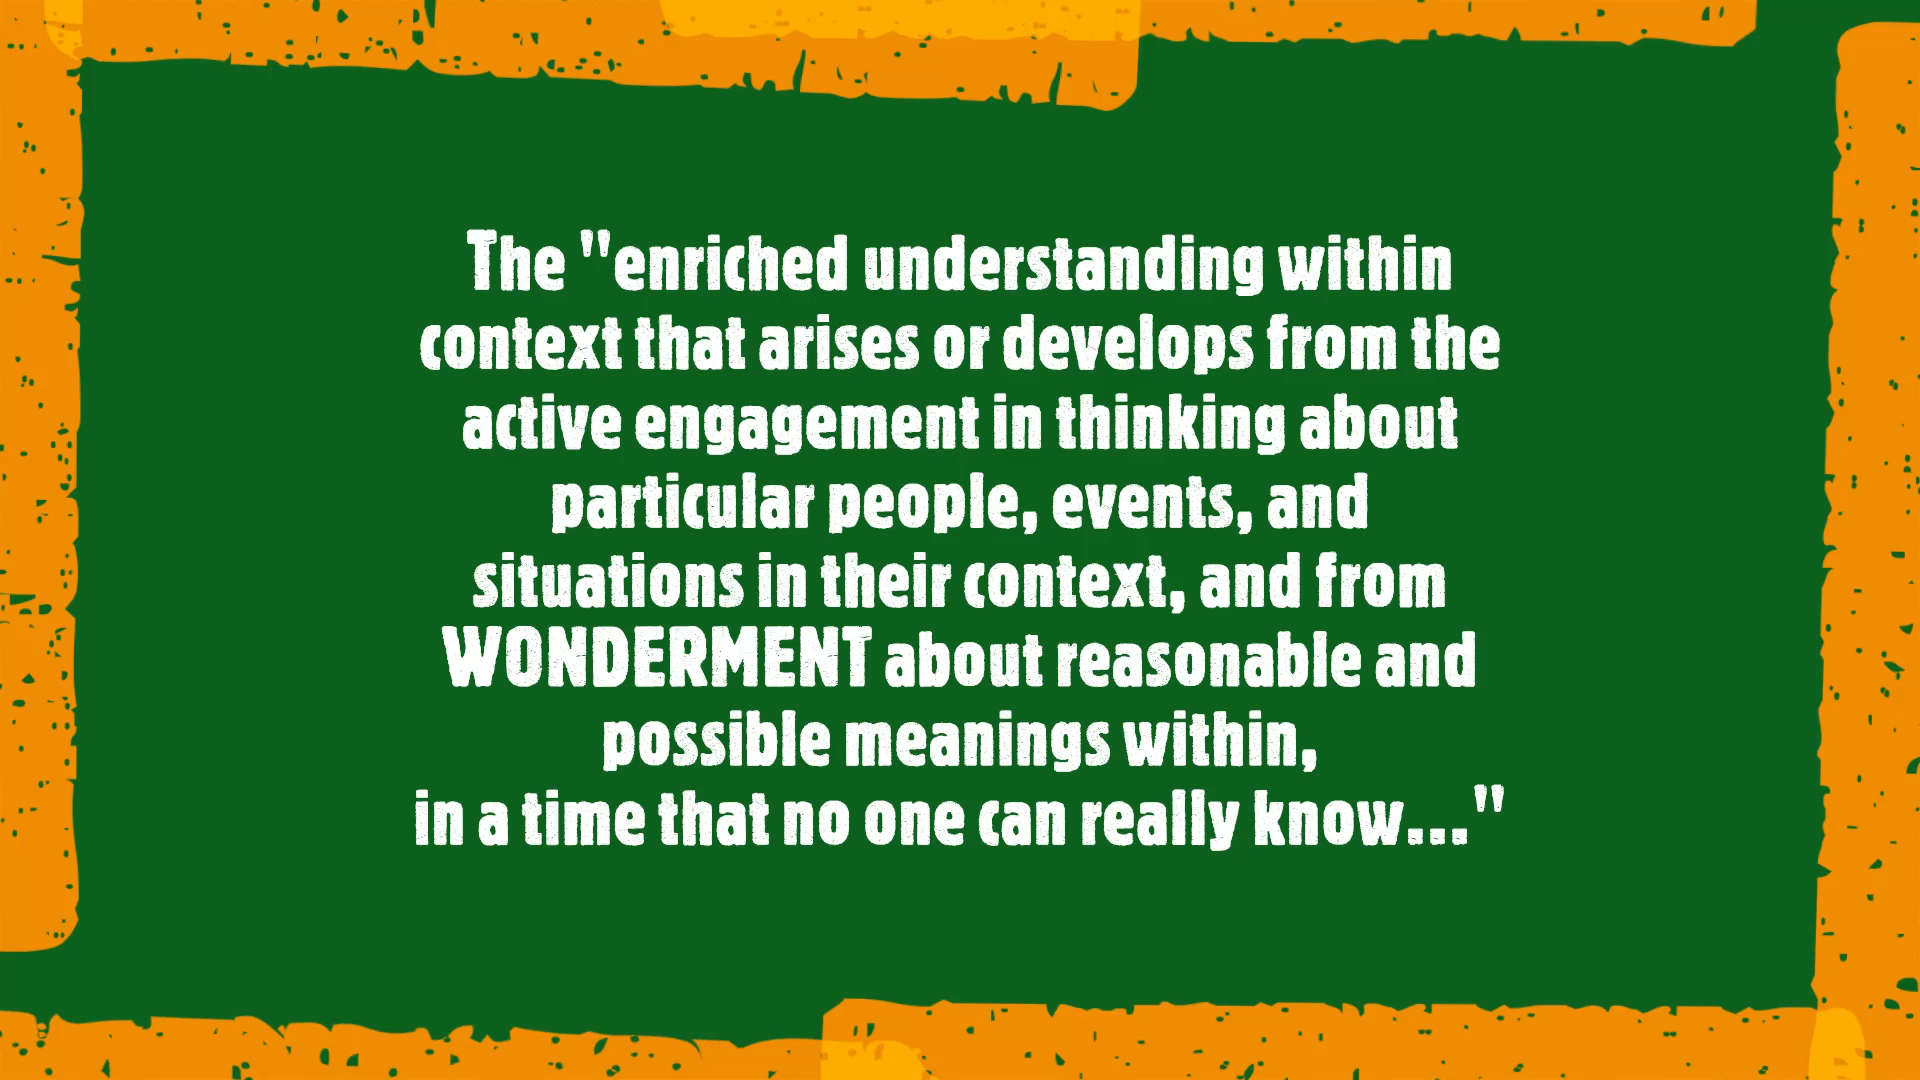 The "enriched understanding within
context that arises or develops from the
active engagement in thinking about
particular people, events, and
situations in their context, and from
WONDERMENT about reasonable and
possible meanings within,
in a time that no one can really know..."